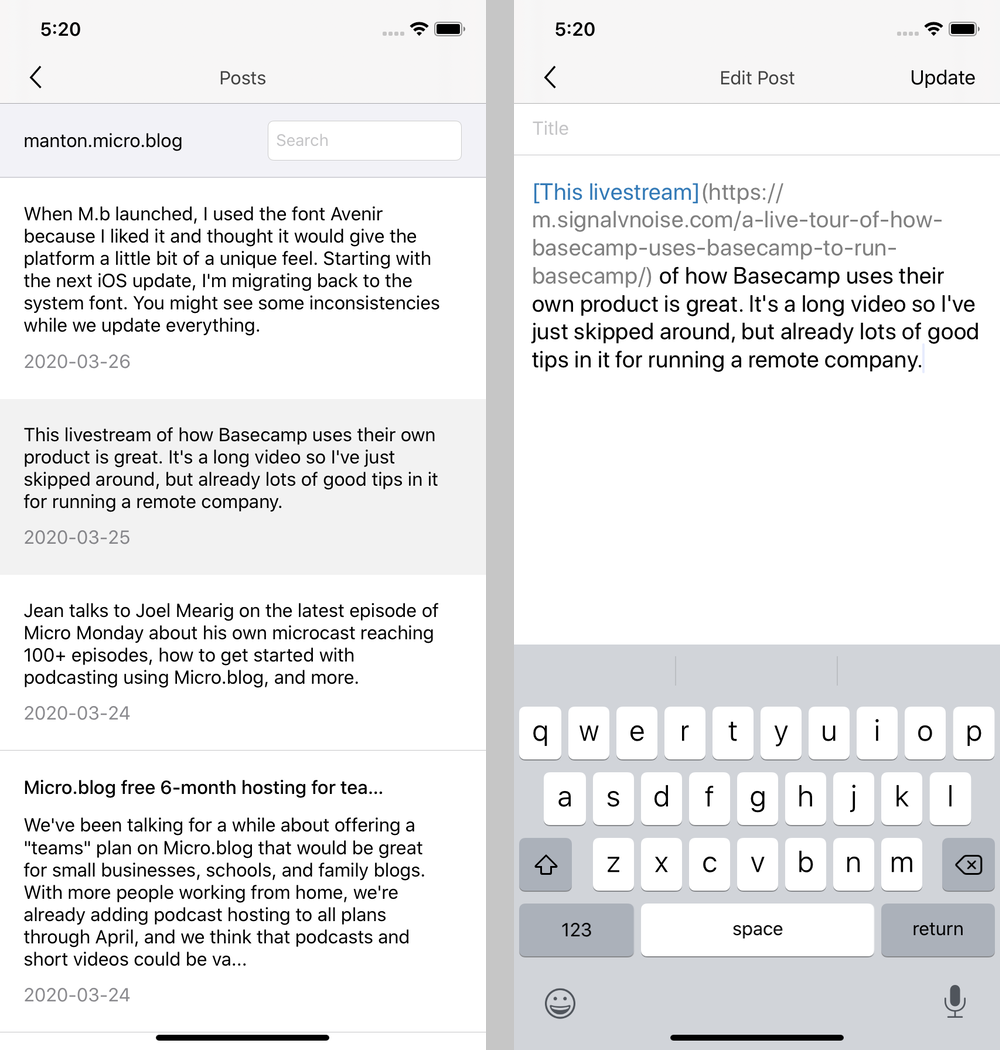 5:20
Posts
manton.micro.blog
Search
When M.b launched, I used the font Avenir
because I liked it and thought it would give the
platform a little bit of a unique feel. Starting with
the next iOS update, I'm migrating back to the
system font. You might see some inconsistencies
while we update everything.
2020-03-26
This livestream of how Basecamp uses their own
product is great. It's a long video so I've just
skipped around, but already lots of good tips in it
for running a remote company.
2020-03-25
Jean talks to Joel Mearig on the latest episode of
Micro Monday about his own microcast reaching
100+ episodes, how to get started with
podcasting using Micro.blog, and more.
2020-03-24
Micro.blog free 6-month hosting for tea...
We've been talking for a while about offering a
"teams" plan on Micro.blog that would be great
for small businesses, schools, and family blogs.
With more people working from home, we're
already adding podcast hosting to all plans
through April, and we think that podcasts and
short videos could be va...
2020-03-24
5:20
Edit Post
Update
Title
[This livestream](https://
m.signalvnoise.com/a-live-tour-of-how-
basecamp-uses-basecamp-to-run-
basecamp/) of how Basecamp uses their
own product is great. It's a long video so I've
just skipped around, but already lots of good
tips in it for running a remote company.
q w e r t y u i o p
a s d f g h j k l
z x c v b n m
123 space return